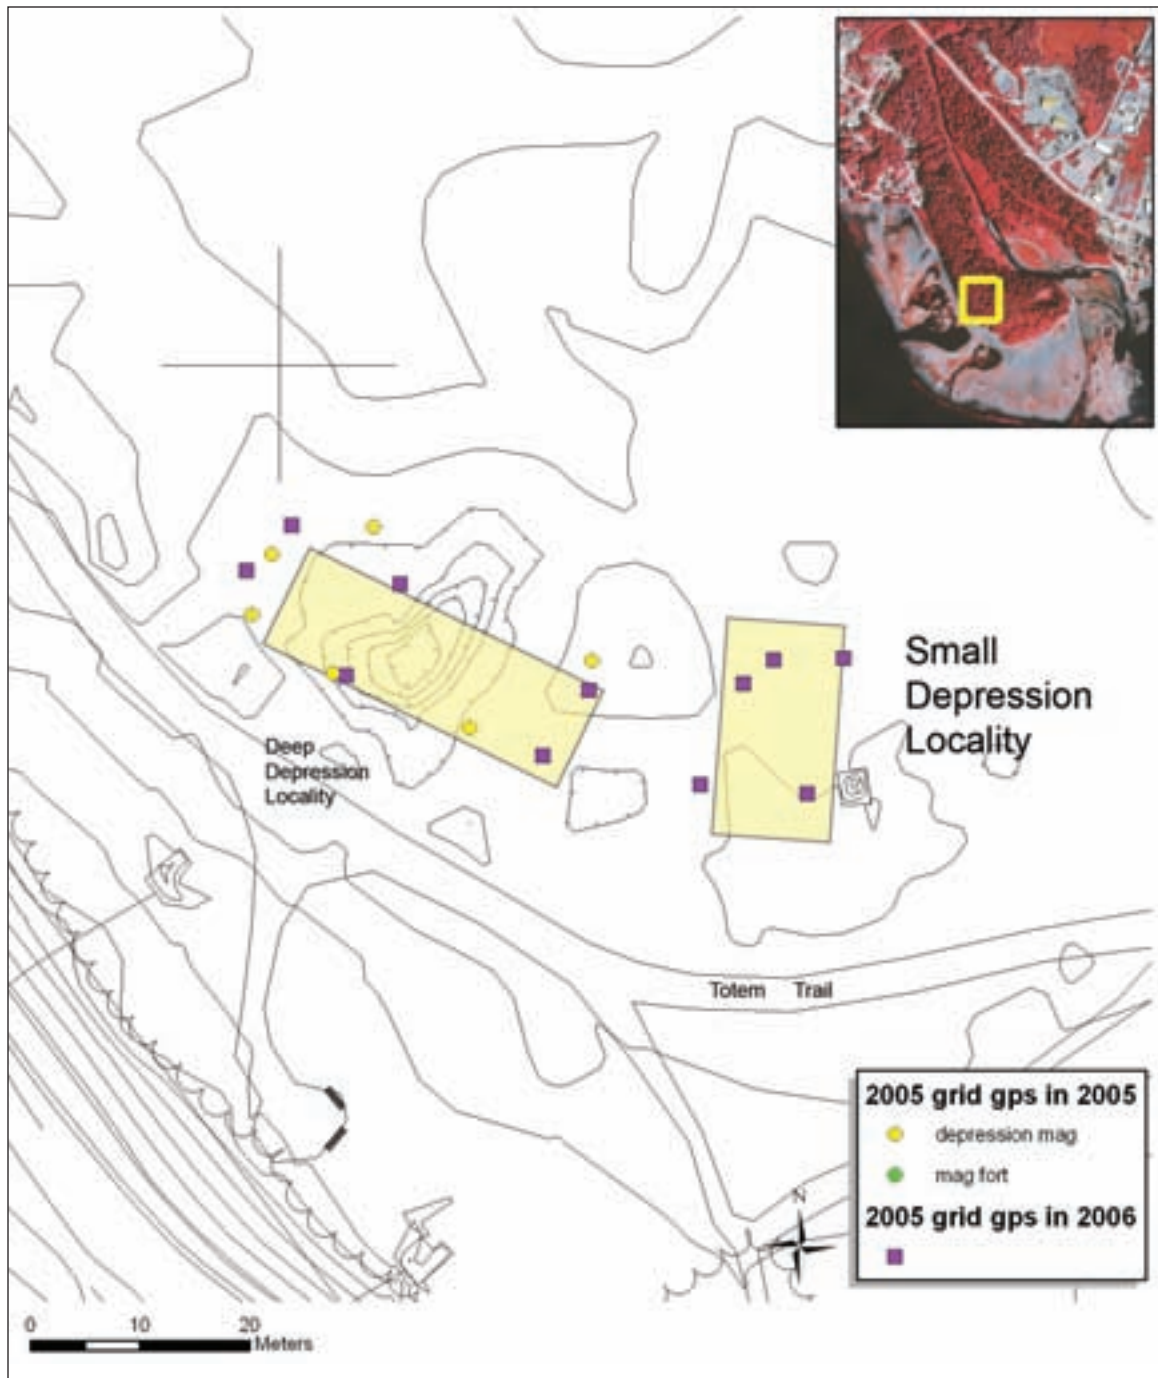 Small
Depression
Locality
Deep
Depression
Locality
Totem Trail
2005 grid gps in 2005
depression mag
mag fort
2005 grid gps in 2006
N
0 10 20
Meters